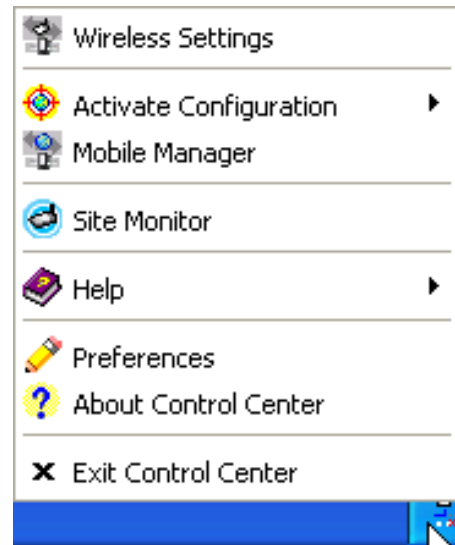 Wireless Settings
Activate Configuration
Mobile Manager
Site Monitor
Help
Preferences
About Control Center
Exit Control Center